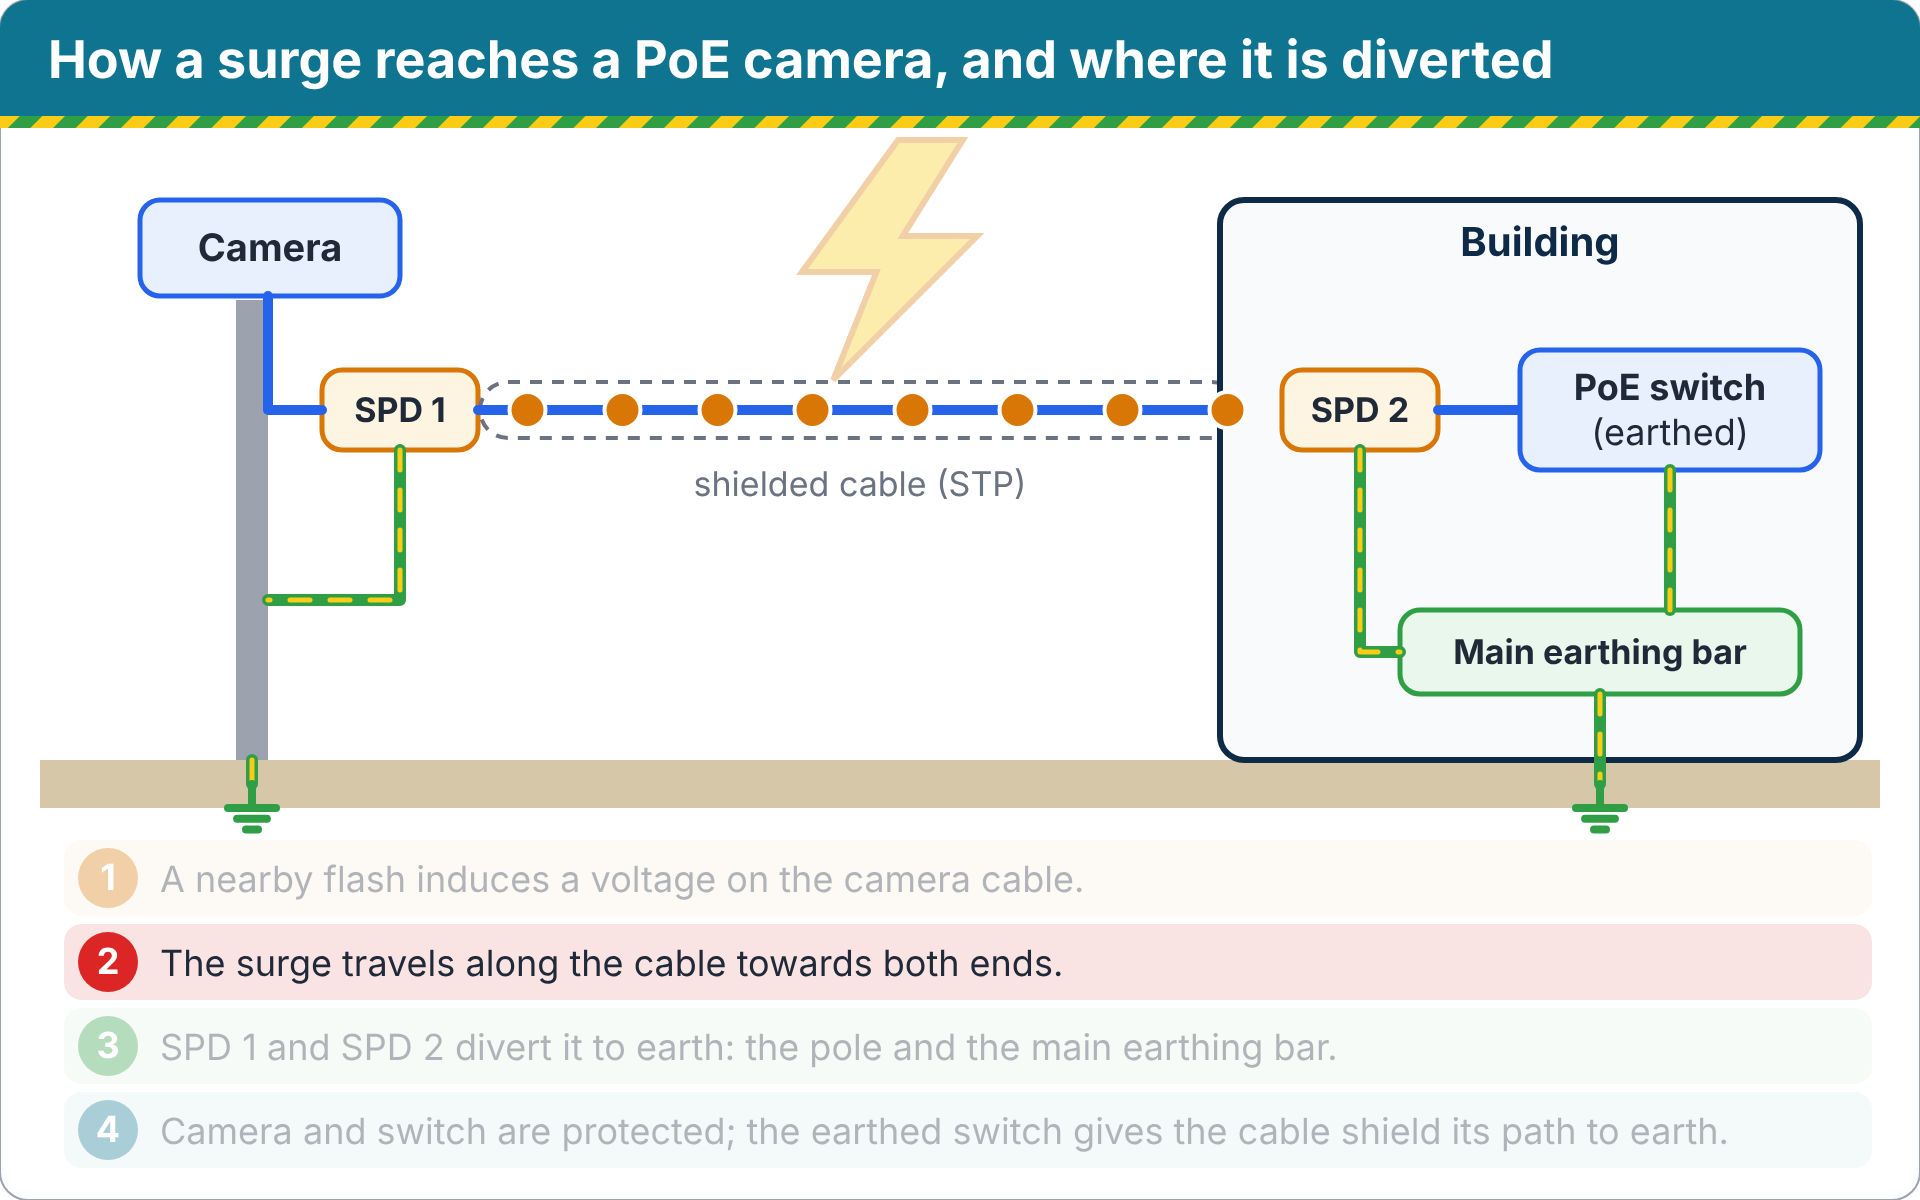 How a surge reaches a PoE camera, and where it is diverted
Camera
Building
SPD 1
SPD 2
PoE switch
(earthed)
shielded cable (STP)
Main earthing bar
1 A nearby flash induces a voltage on the camera cable.
2 The surge travels along the cable towards both ends.
3 SPD 1 and SPD 2 divert it to earth: the pole and the main earthing bar.
4 Camera and switch are protected; the earthed switch gives the cable shield its path to earth.